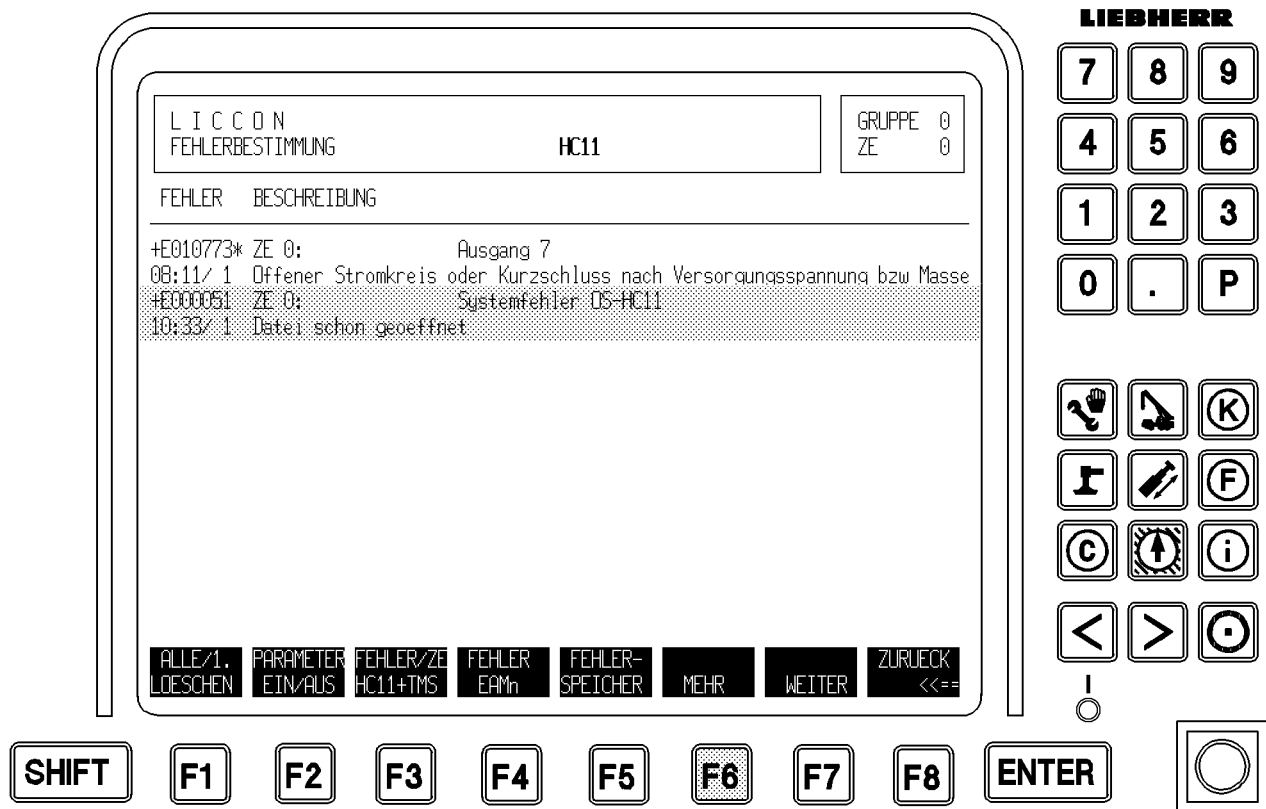 LIEBHERR
L I C C O N
FEHLERBESTIMMUNG HC11
GRUPPE 0
ZE 0
FEHLER BESCHREIBUNG
+E010773* ZE 0: Ausgang 7
08:11/ 1 Offener Stromkreis oder Kurzschluss nach Versorgungsspannung bzw Masse
+E000051 ZE 0: Systemfehler OS-HC11
10:33/ 1 Datei schon geoeffnet
ALLE/1. LOESCHEN
PARAMETER EIN/AUS
FEHLER/ZE HC11+TMS
FEHLER EAMn
FEHLER- SPEICHER
MEHR
WEITER
ZURUECK <<==
7 8 9
4 5 6
1 2 3
0 . P
K
F
C i
< >
I
SHIFT F1 F2 F3 F4 F5 F6 F7 F8 ENTER